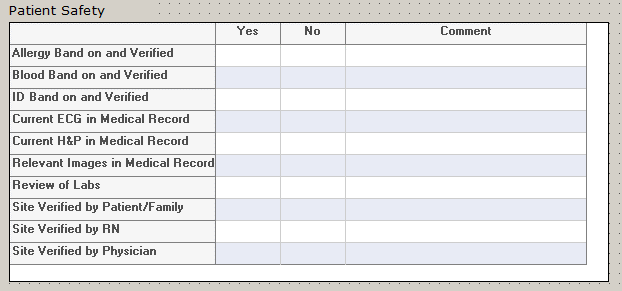 Patient Safety
Yes No Comment
Allergy Band on and Verified
Blood Band on and Verified
ID Band on and Verified
Current ECG in Medical Record
Current H&P in Medical Record
Relevant Images in Medical Record
Review of Labs
Site Verified by Patient/Family
Site Verified by RN
Site Verified by Physician